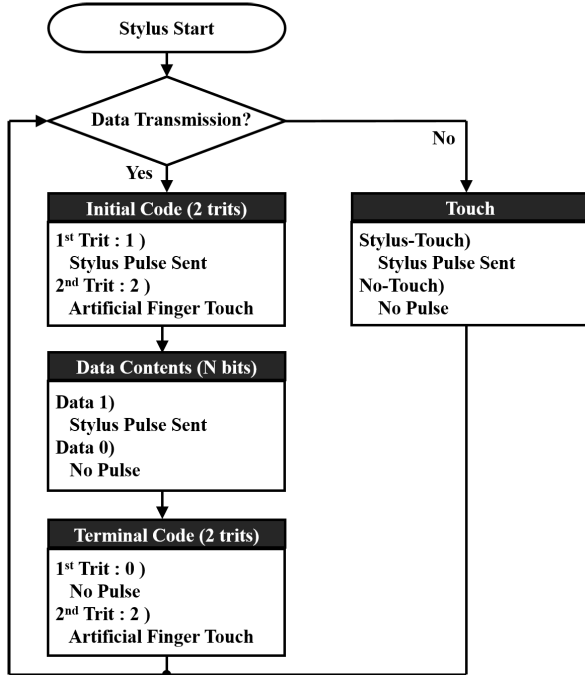 Stylus Start
Data Transmission?
No
Yes
Initial Code (2 trits)
1st Trit : 1 )
Stylus Pulse Sent
2nd Trit : 2 )
Artificial Finger Touch
Touch
Stylus-Touch)
Stylus Pulse Sent
No-Touch)
No Pulse
Data Contents (N bits)
Data 1)
Stylus Pulse Sent
Data 0)
No Pulse
Terminal Code (2 trits)
1st Trit : 0 )
No Pulse
2nd Trit : 2 )
Artificial Finger Touch